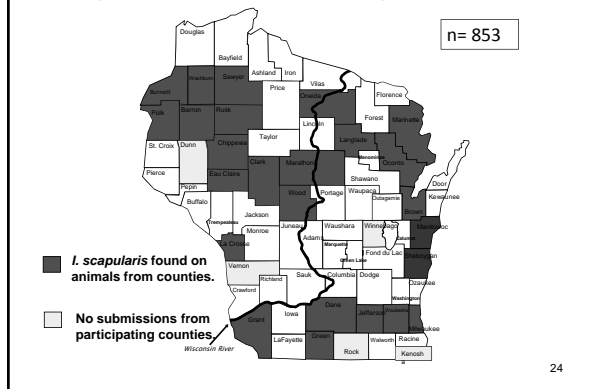 n= 853
Douglas
Bayfield
Ashland Iron
Vilas
Burnett Washburn Sawyer Price Oneida Florence
Forest Marinette
Polk Barron Rusk
Lincoln
Langlade
Taylor
Chippewa
Oconto
St. Croix Dunn
Menominee
Clark Marathon
Shawano
Pierce
Eau Claire
Door
Pepin
Wood Portage Waupaca
Kewaunee
Buffalo
Outagamie
Brown
Trempealeau Jackson
Juneau Waushara Winnebago Manitowoc
Monroe
Adams
Calumet
La Crosse
Marquette
Green Lake Fond du Lac Sheboygan
Vernon
Sauk Columbia Dodge
Richland
Ozaukee
Crawford
Washington
Iowa Dane
Grant Jefferson Waukesha
Milwaukee
LaFayette Green
Walworth Racine
Rock
Kenosh
a
I. scapularis found on
animals from counties.
No submissions from
participating counties.
Wisconsin River
24